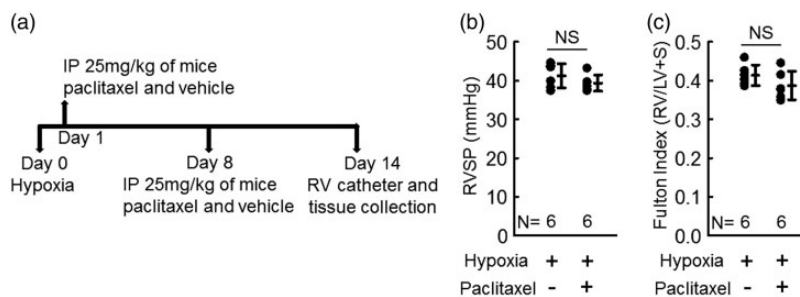 (a)
IP 25mg/kg of mice
paclitaxel and vehicle
Day 1
Day 0
Hypoxia
Day 8
IP 25mg/kg of mice
paclitaxel and vehicle
Day 14
RV catheter and
tissue collection
(b)
NS
RVSP (mmHg)
50
40
30
20
10
0
N= 6 6
Hypoxia + +
Paclitaxel - +
(c)
NS
Fulton Index (RV/LV+S)
0.5
0.4
0.3
0.2
0.1
0.0
N= 6 6
Hypoxia + +
Paclitaxel - +